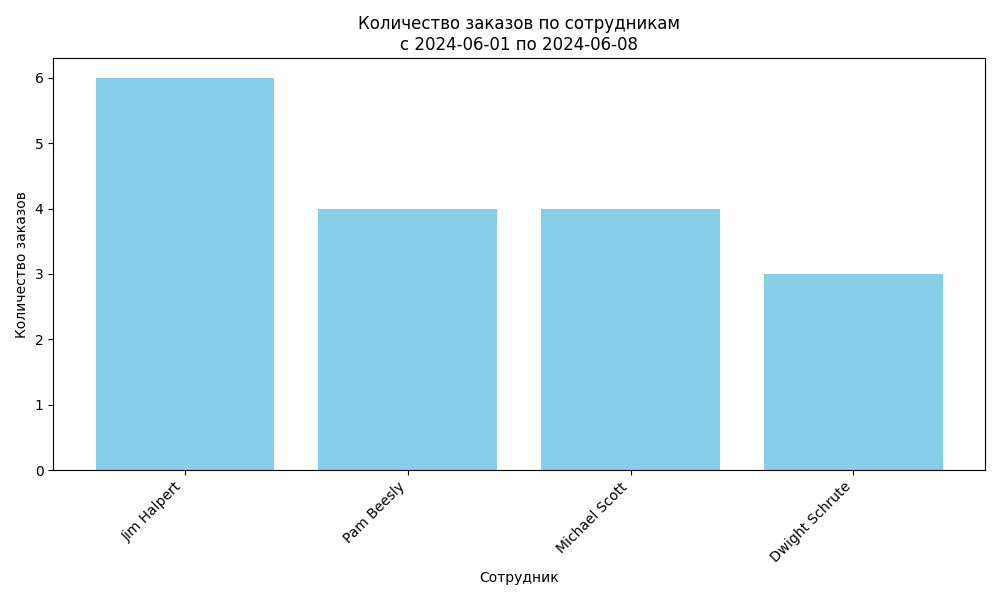 Количество заказов по сотрудникам
с 2024-06-01 по 2024-06-08
Количество заказов
6
5
4
3
2
1
0
Jim Halpert
Pam Beesly
Michael Scott
Dwight Schrute
Сотрудник